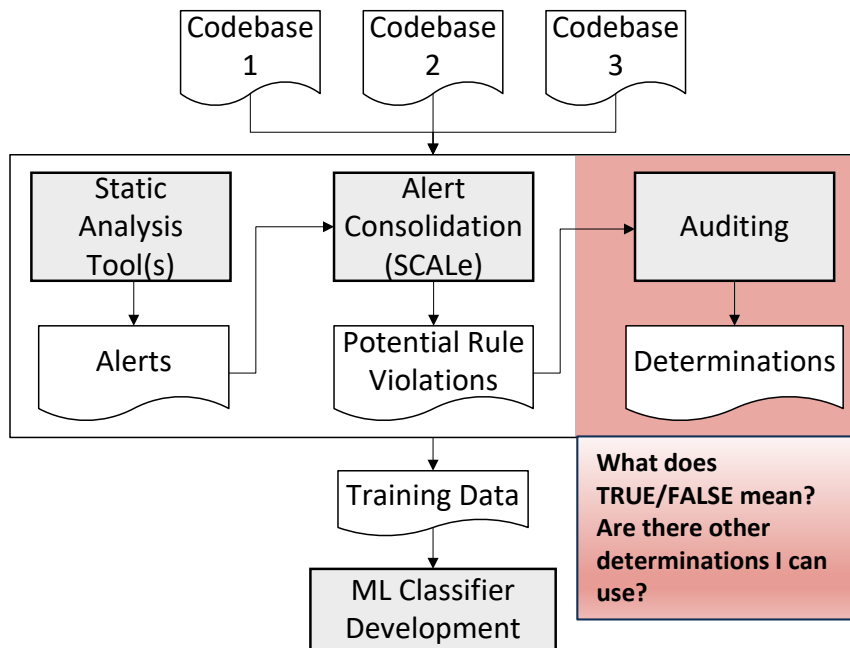 Codebase
1
Codebase
2
Codebase
3
Static
Analysis
Tool(s)
Alert
Consolidation
(SCALe)
Auditing
Alerts
Potential Rule
Violations
Determinations
What does
TRUE/FALSE mean?
Are there other
determinations I can
use?
Training Data
ML Classifier
Development